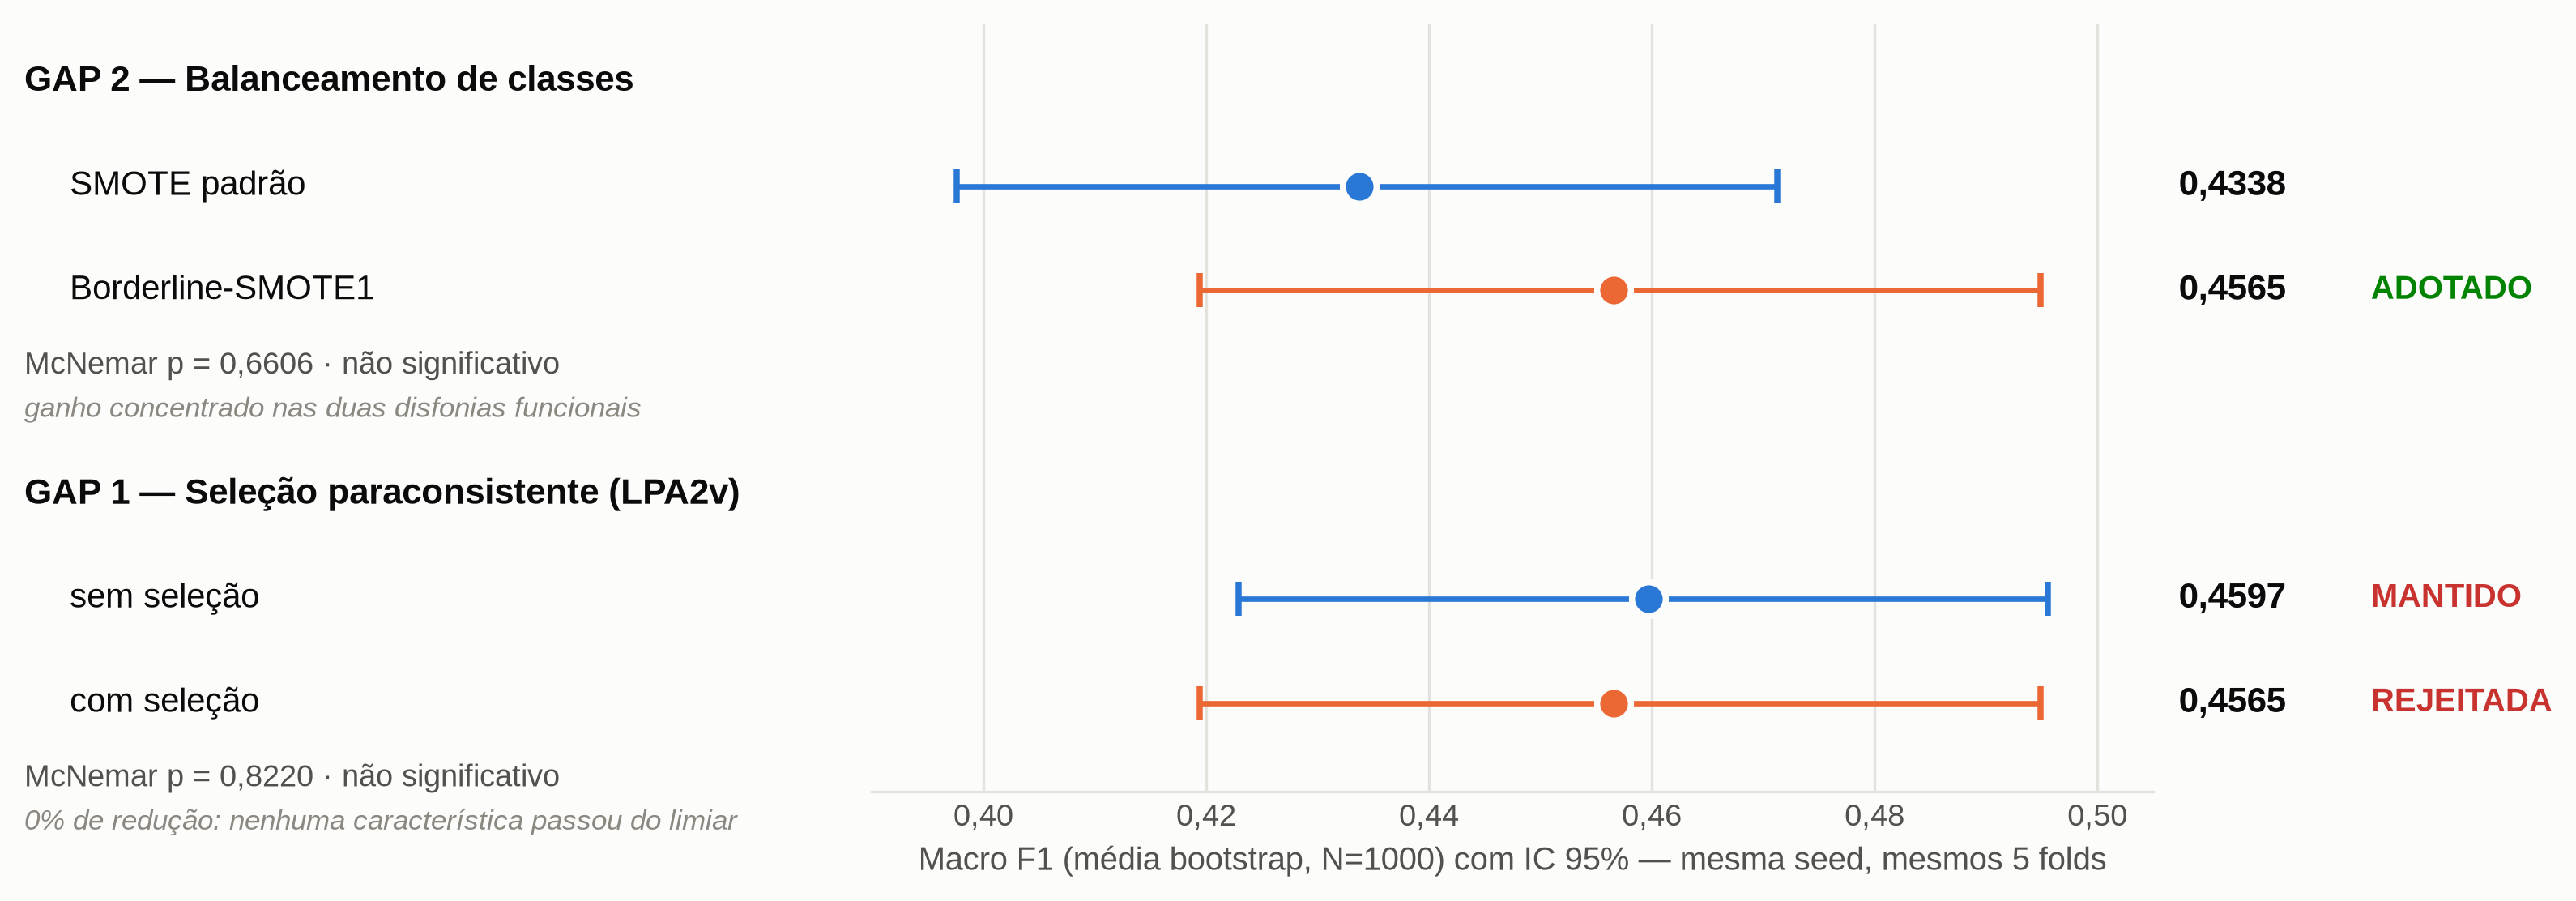 GAP 2 — Balanceamento de classes
SMOTE padrão 0,4338
Borderline-SMOTE1 0,4565 ADOTADO
McNemar p = 0,6606 · não significativo
ganho concentrado nas duas disfonias funcionais
GAP 1 — Seleção paraconsistente (LPA2v)
sem seleção 0,4597 MANTIDO
com seleção 0,4565 REJEITADA
McNemar p = 0,8220 · não significativo
0% de redução: nenhuma característica passou do limiar
0,40 0,42 0,44 0,46 0,48 0,50
Macro F1 (média bootstrap, N=1000) com IC 95% — mesma seed, mesmos 5 folds